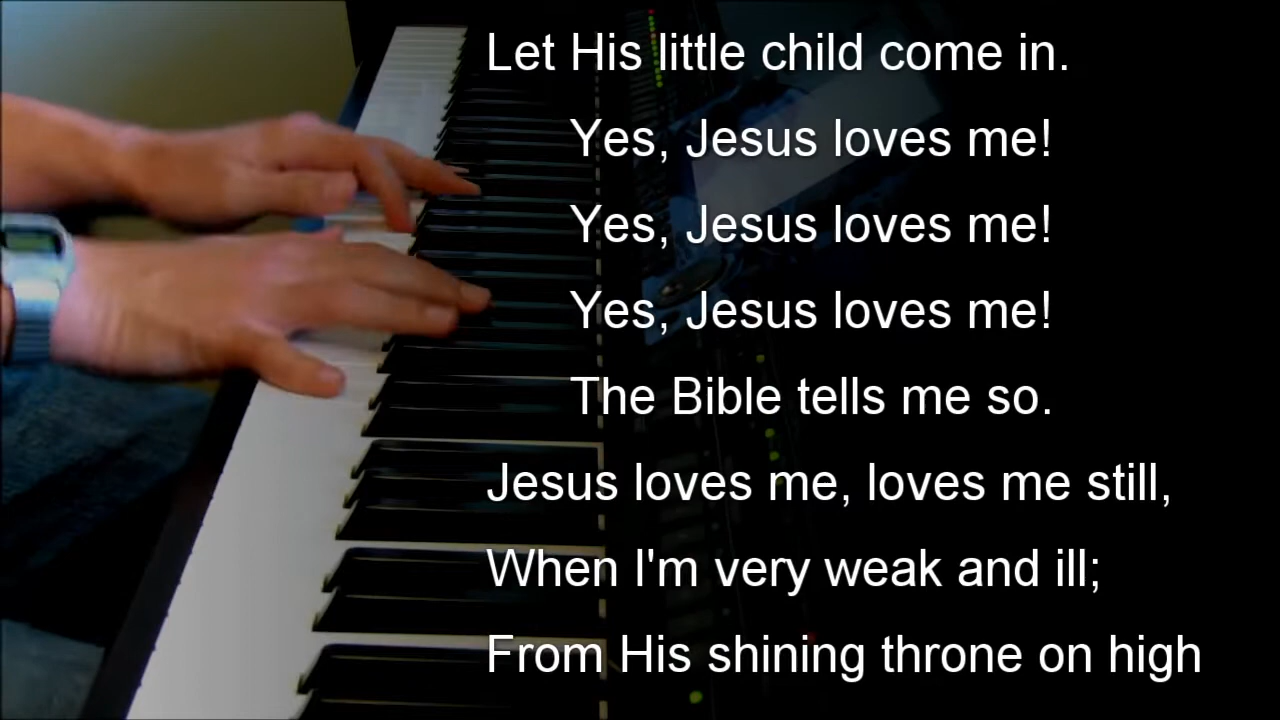 Let His little child come in.
Yes, Jesus loves me!
Yes, Jesus loves me!
Yes, Jesus loves me!
The Bible tells me so.
Jesus loves me, loves me still,
When I'm very weak and ill;
From His shining throne on high